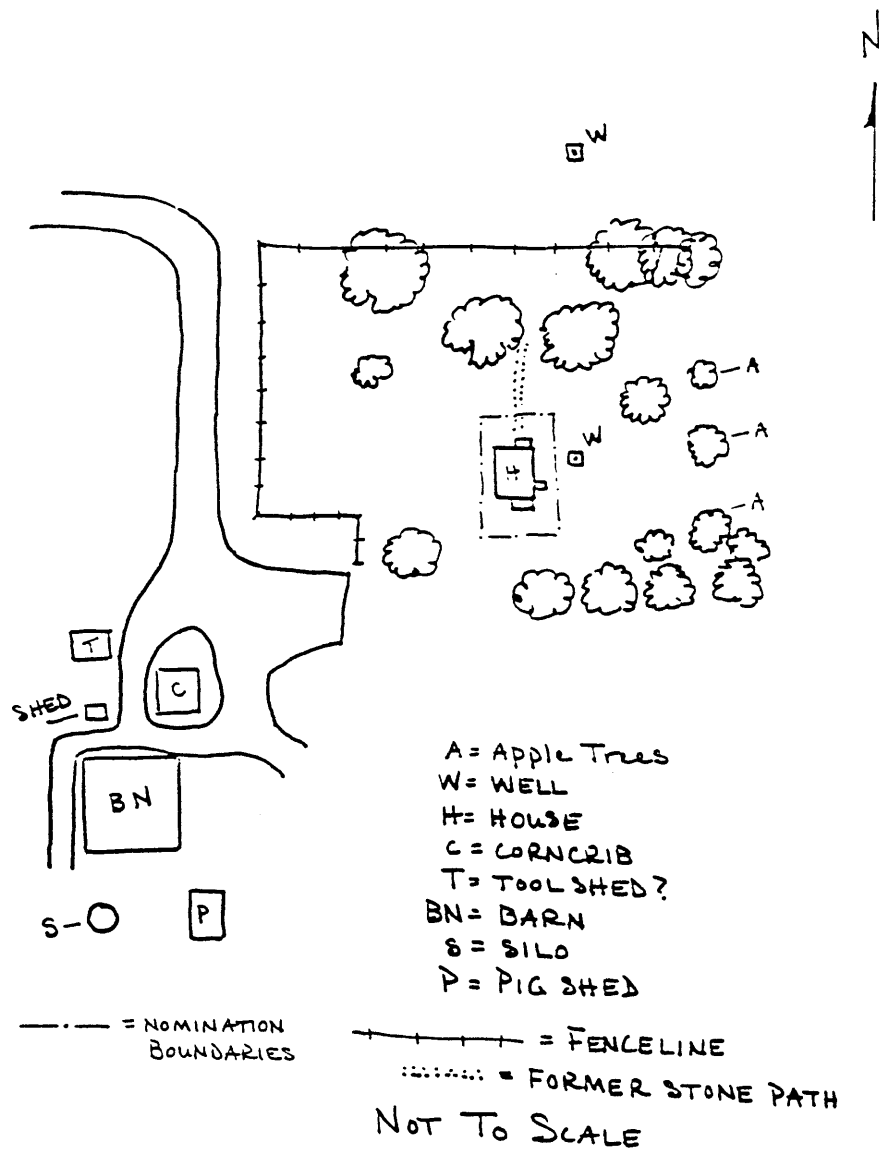 N
W
A
W
A
H
A
T
C
SHED
BN
A = Apple Trees
W = WELL
H = HOUSE
C = CORNCRIB
T = TOOL SHED?
BN = BARN
S = SILO
P = PIG SHED
S
P
= NOMINATION
BOUNDARIES
= FENCELINE
= FORMER STONE PATH
NOT TO SCALE